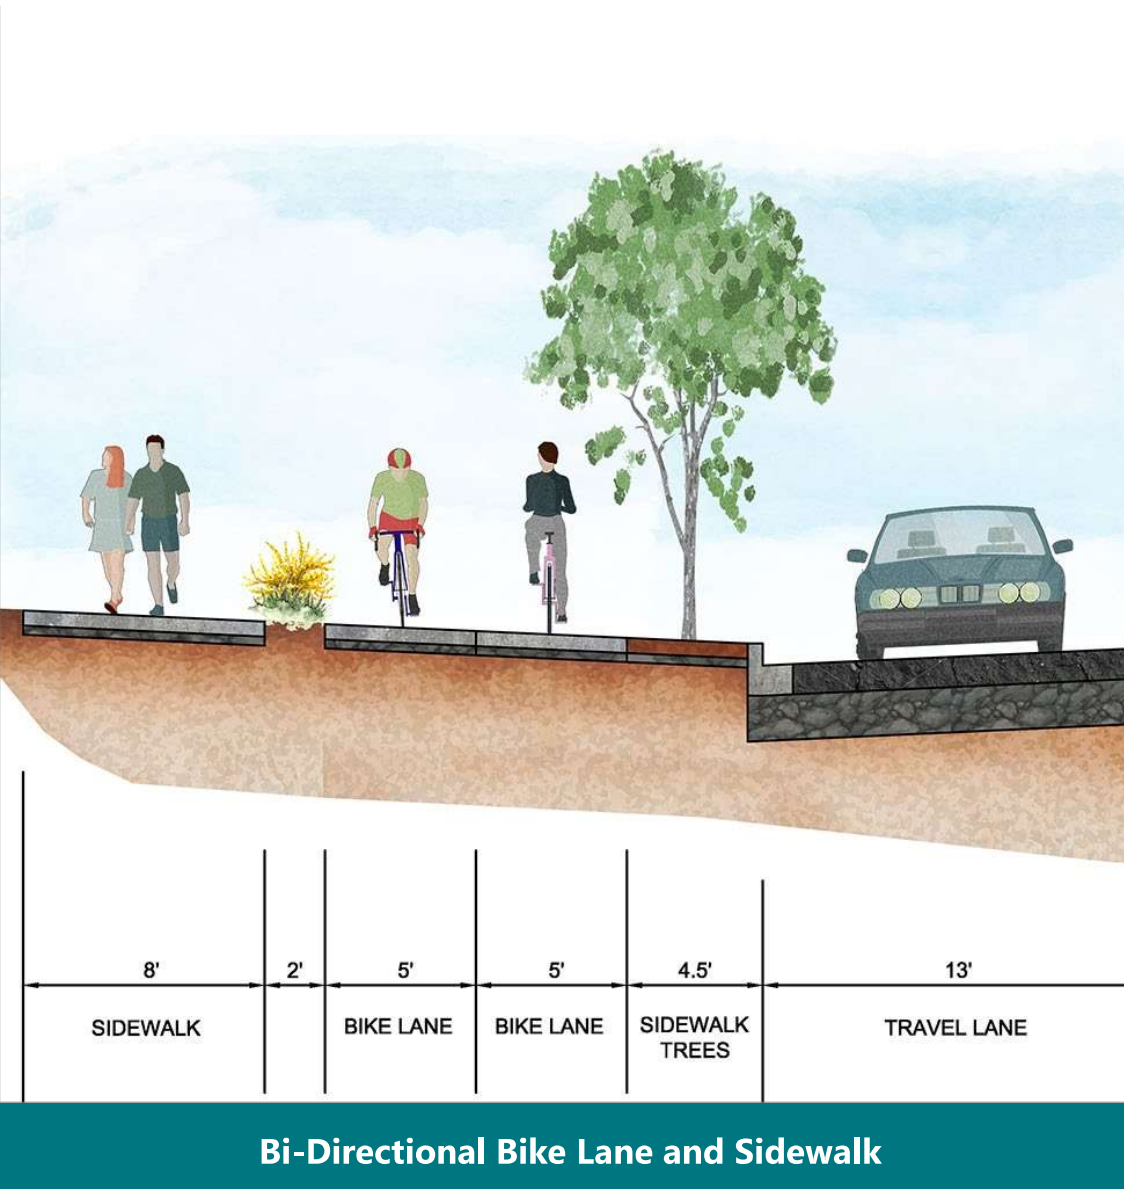 8' 2' 5' 5' 4.5' 13'
SIDEWALK BIKE LANE BIKE LANE SIDEWALK TRAVEL LANE
TREES
Bi-Directional Bike Lane and Sidewalk